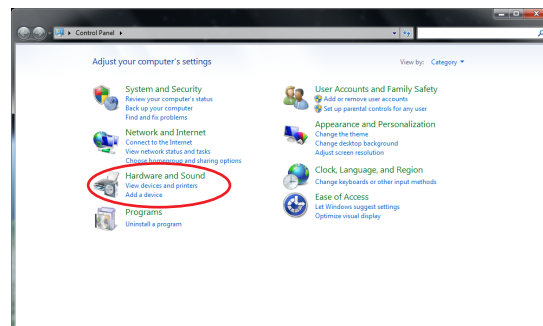 Control Panel
Adjust your computer's settings
View by: Category
System and Security
Review your computer's status
Back up your computer
Find and fix problems
Network and Internet
Connect to the Internet
View network status and tasks
Choose homegroup and sharing options
Hardware and Sound
View devices and printers
Add a device
Programs
Uninstall a program
User Accounts and Family Safety
Add or remove user accounts
Set up parental controls for any user
Appearance and Personalization
Change the theme
Change desktop background
Adjust screen resolution
Clock, Language, and Region
Change keyboards or other input methods
Ease of Access
Let Windows suggest settings
Optimize visual display